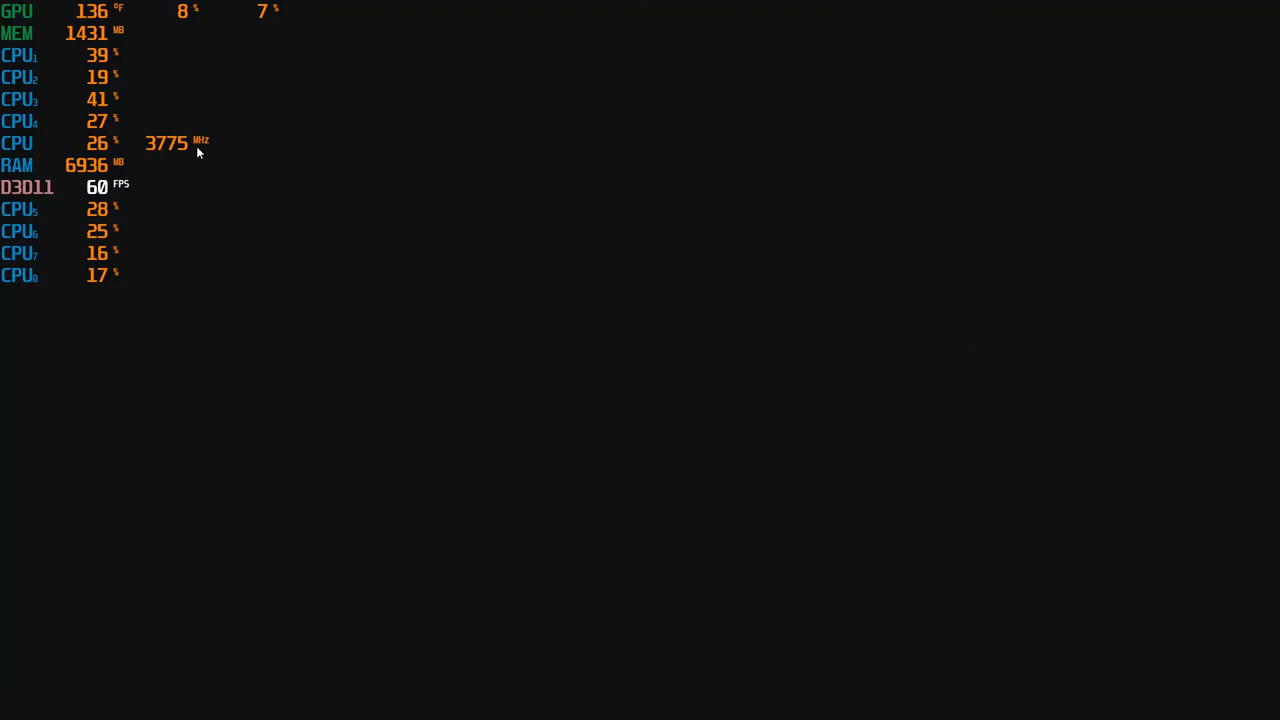 GPU 136 °F 8 % 7 %
MEM 1431 MB
CPU1 39 %
CPU2 19 %
CPU3 41 %
CPU4 27 %
CPU 26 % 3775 MHz
RAM 6936 MB
D3D11 60 FPS
CPU5 28 %
CPU6 25 %
CPU7 16 %
CPU8 17 %